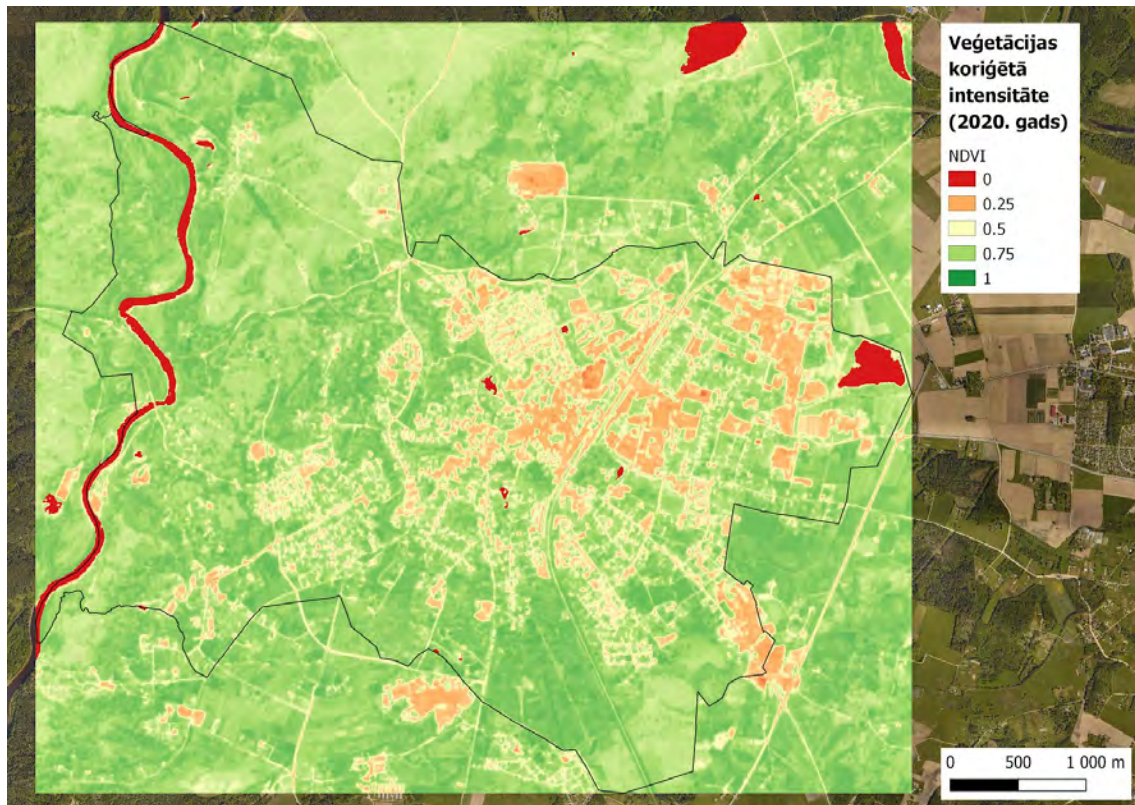 Veģetācijas
koriģētā
intensitāte
(2020. gads)
NDVI
0
0.25
0.5
0.75
1
0 500 1 000 m